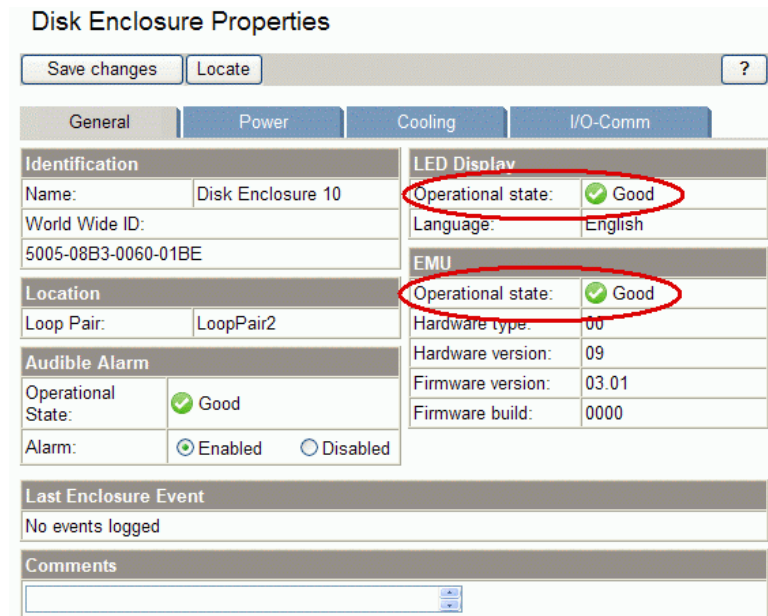 Disk Enclosure Properties
Save changes
Locate
?
General
Power
Cooling
I/O-Comm
Identification
Name:
Disk Enclosure 10
World Wide ID:
5005-08B3-0060-01BE
Location
Loop Pair:
LoopPair2
Audible Alarm
Operational
State:
Good
Alarm:
Enabled
Disabled
LED Display
Operational state:
Good
Language:
English
EMU
Operational state:
Good
Hardware type:
00
Hardware version:
09
Firmware version:
03.01
Firmware build:
0000
Last Enclosure Event
No events logged
Comments